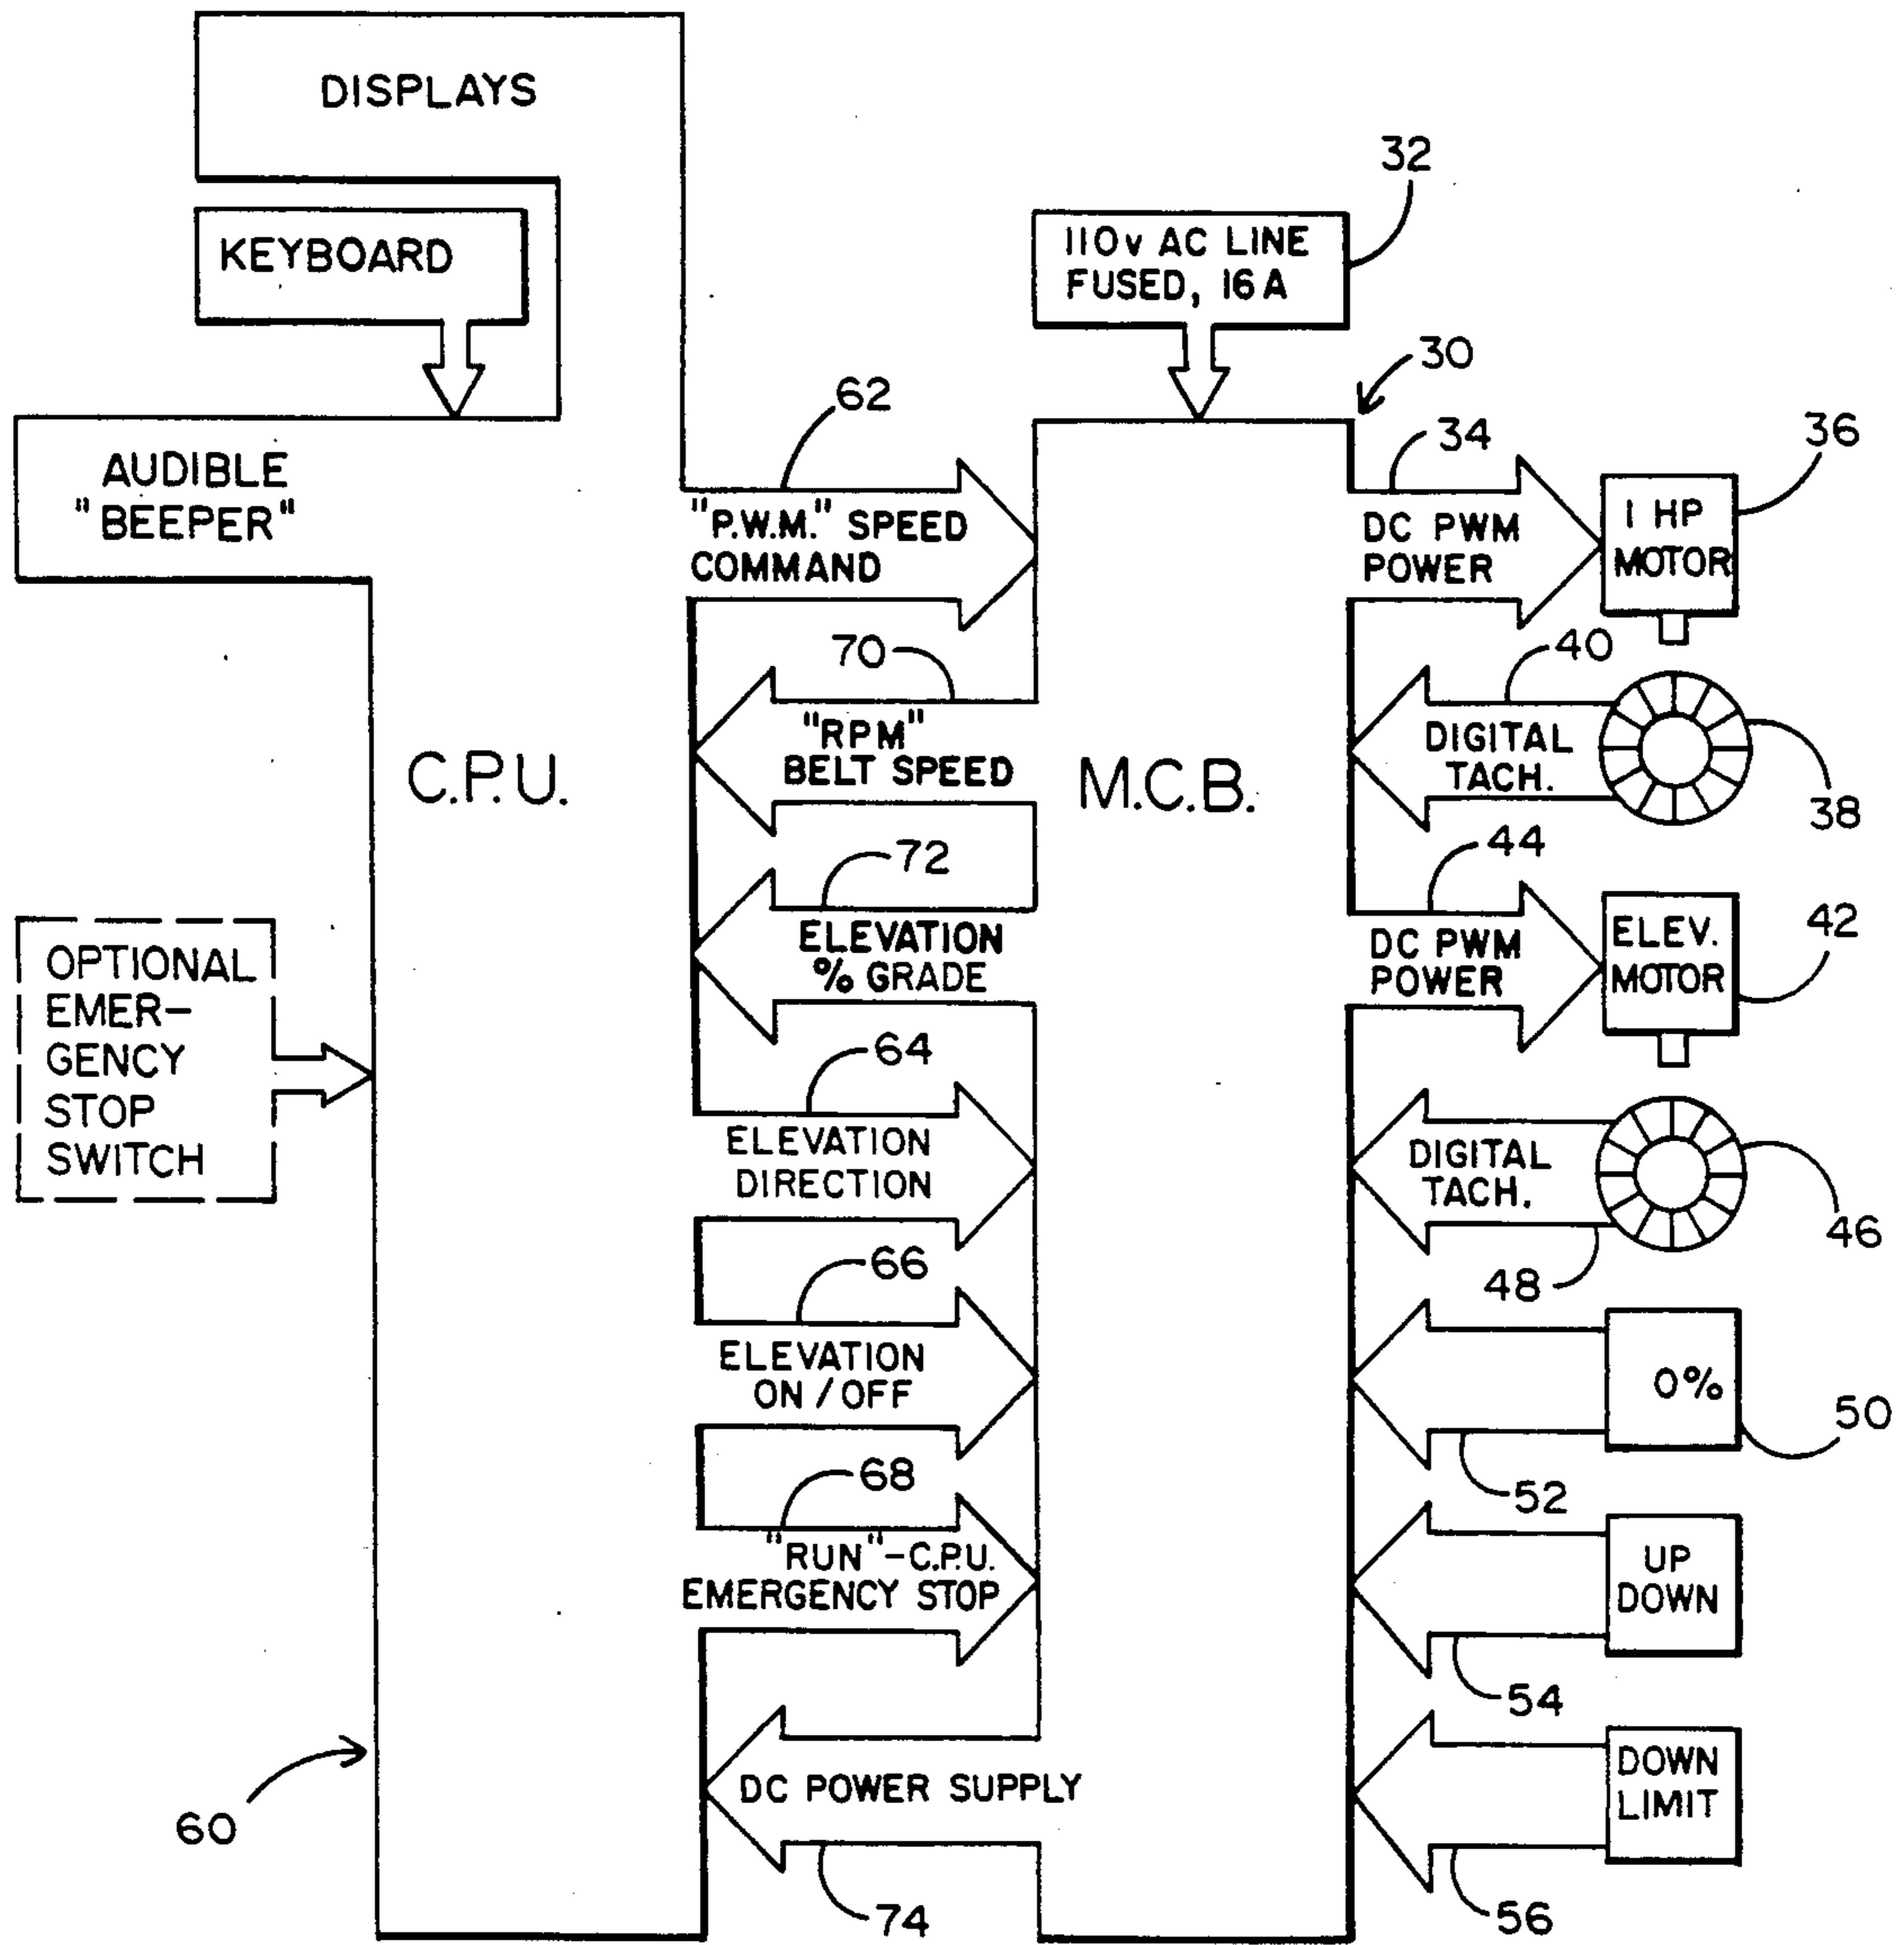 DISPLAYS
KEYBOARD
AUDIBLE
"BEEPER"
C.P.U.
OPTIONAL
EMER-
GENCY
STOP
SWITCH
60
32
110v AC LINE
FUSED, 16A
30
62
"P.W.M." SPEED
COMMAND
70
"RPM"
BELT SPEED
72
ELEVATION
% GRADE
64
ELEVATION
DIRECTION
66
ELEVATION
ON/OFF
68
"RUN"-C.P.U.
EMERGENCY STOP
DC POWER SUPPLY
74
M.C.B.
34
DC PWM
POWER
36
1 HP
MOTOR
40
DIGITAL
TACH.
38
44
DC PWM
POWER
ELEV.
MOTOR
42
DIGITAL
TACH.
46
48
0%
50
52
UP
DOWN
54
DOWN
LIMIT
56